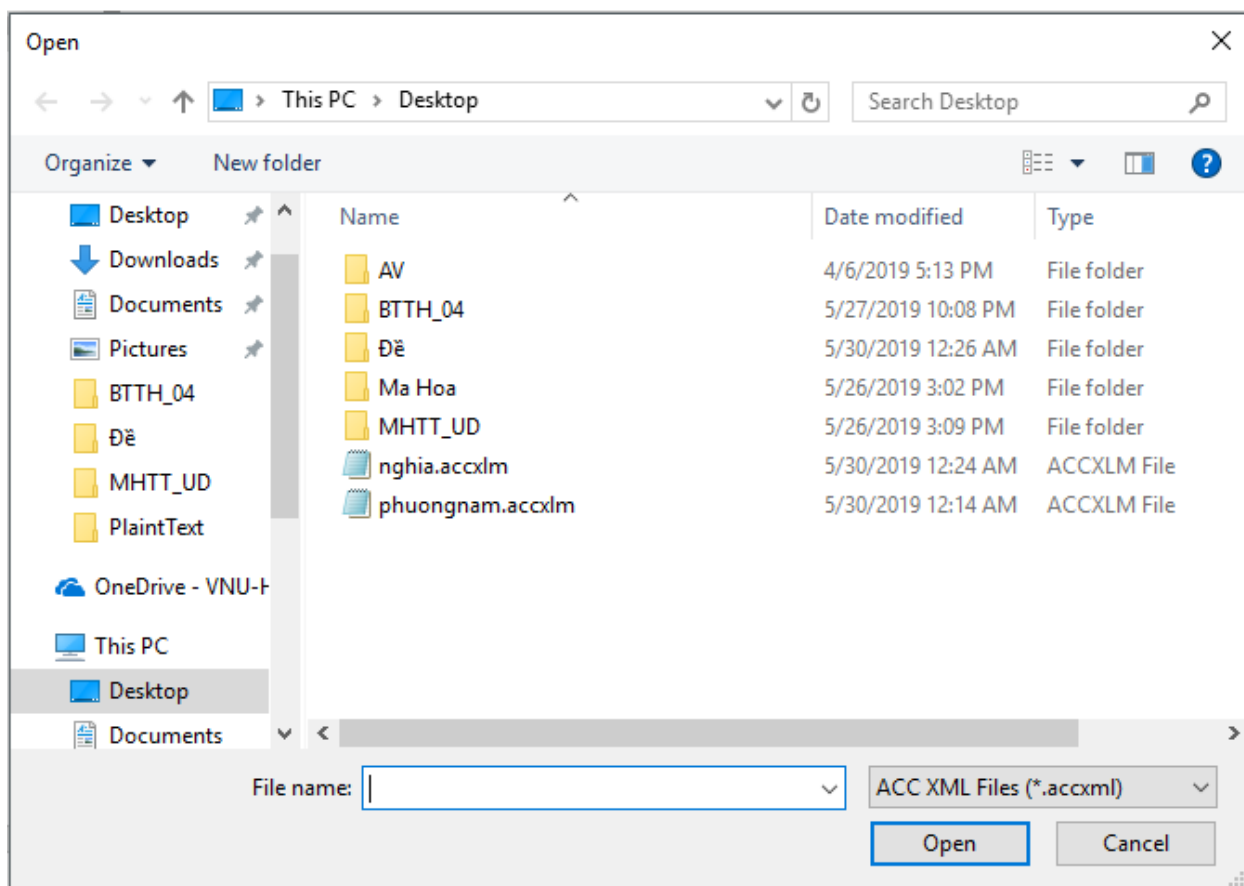 Open
This PC > Desktop
Search Desktop
Organize
New folder
Desktop
Downloads
Documents
Pictures
BTTH_04
Đề
MHTT_UD
PlaintText
OneDrive - VNU-H
This PC
Desktop
Documents
Name Date modified Type
AV 4/6/2019 5:13 PM File folder
BTTH_04 5/27/2019 10:08 PM File folder
Đề 5/30/2019 12:26 AM File folder
Ma Hoa 5/26/2019 3:02 PM File folder
MHTT_UD 5/26/2019 3:09 PM File folder
nghia.accxlm 5/30/2019 12:24 AM ACCXLM File
phuongnam.accxlm 5/30/2019 12:14 AM ACCXLM File
File name:
ACC XML Files (*.accxml)
Open
Cancel